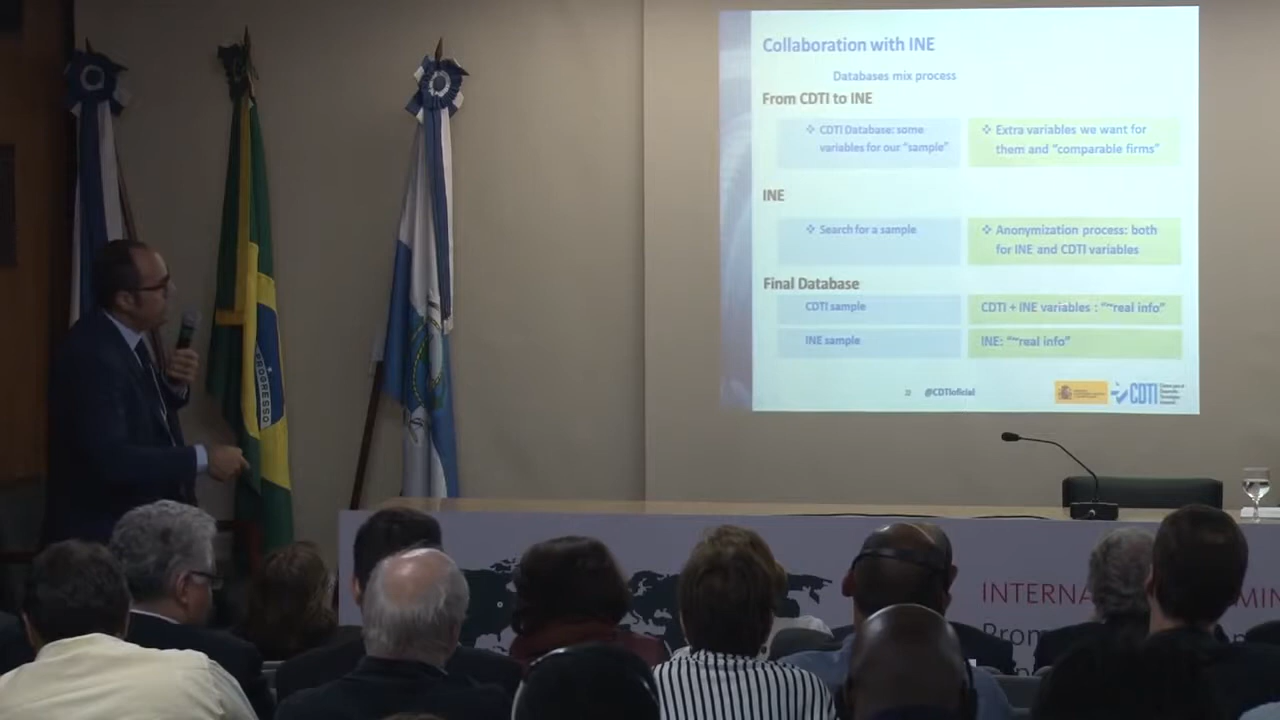 Collaboration with INE
Databases mix process
From CDTI to INE
❖ CDTI Database: some
variables for our "sample"
❖ Extra variables we want for
them and "comparable firms"
INE
❖ Search for a sample
❖ Anonymization process: both
for INE and CDTI variables
Final Database
CDTI sample
CDTI + INE variables : "~real info"
INE sample
INE: "~real info"
22 @CDTIoficial
CDTI
PROGRESSO
INTERNA